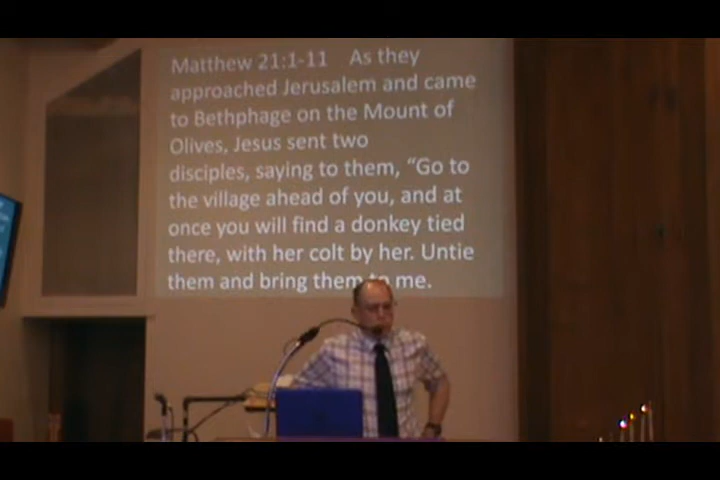 Matthew 21:1-11 As they
approached Jerusalem and came
to Bethphage on the Mount of
Olives, Jesus sent two
disciples, saying to them, “Go to
the village ahead of you, and at
once you will find a donkey tied
there, with her colt by her. Untie
them and bring them to me.